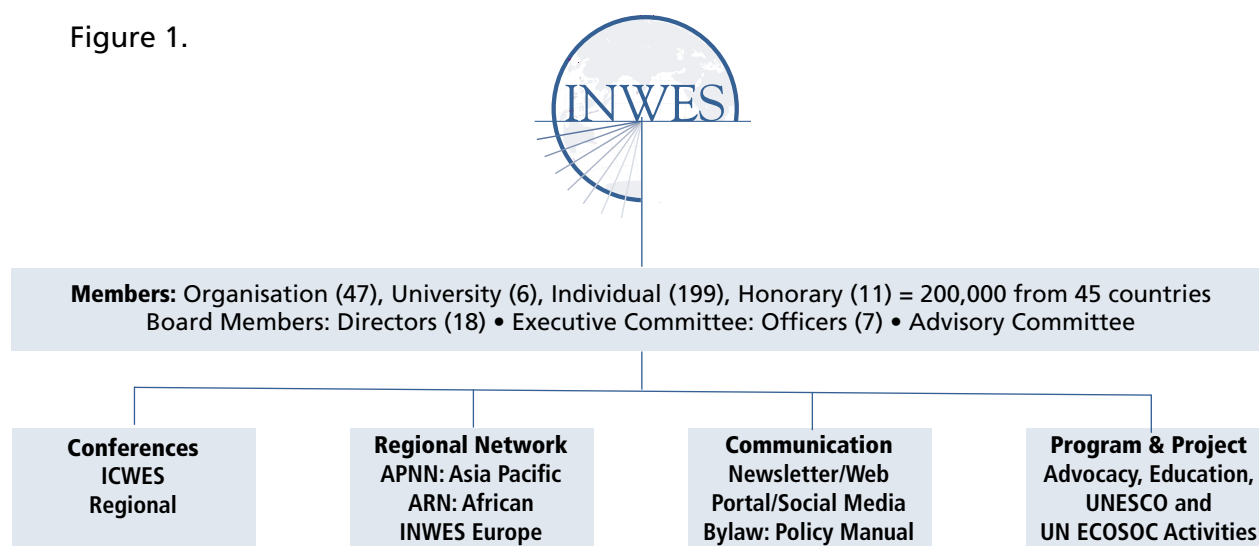 Figure 1.
INWES
Members: Organisation (47), University (6), Individual (199), Honorary (11) = 200,000 from 45 countries
Board Members: Directors (18) • Executive Committee: Officers (7) • Advisory Committee
Conferences
ICWES
Regional
Regional Network
APNN: Asia Pacific
ARN: African
INWES Europe
Communication
Newsletter/Web
Portal/Social Media
Bylaw: Policy Manual
Program & Project
Advocacy, Education,
UNESCO and
UN ECOSOC Activities